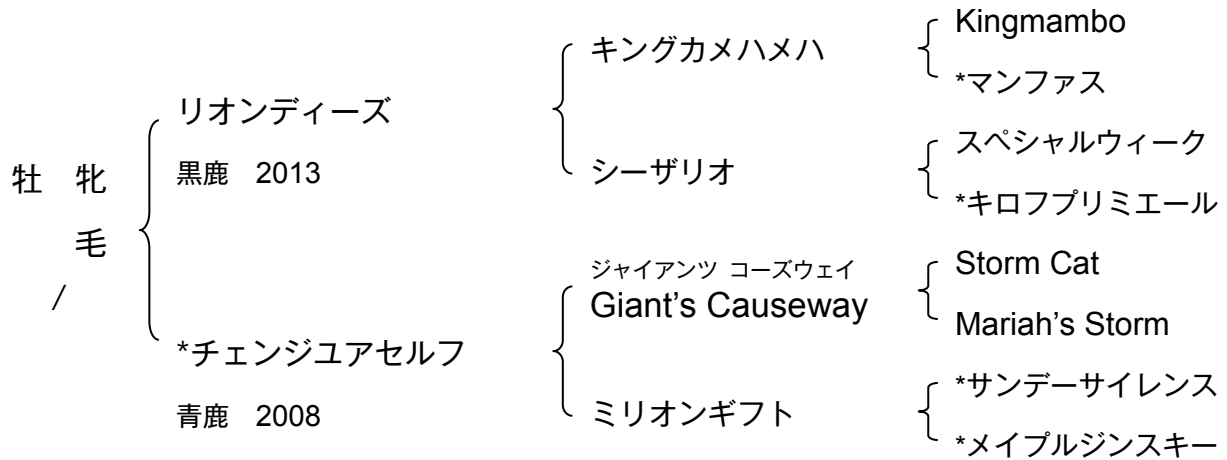 Kingmambo
キングカメハメハ
*マンファス
リオンディーズ
黒鹿 2013
スペシャルウィーク
シーザリオ
*キロフプリミエール
牡 牝
毛
/
ジャイアンツ コーズウェイ
Giant's Causeway
Storm Cat
Mariah's Storm
*チェンジユアセルフ
青鹿 2008
*サンデーサイレンス
ミリオンギフト
*メイプルジンスキー